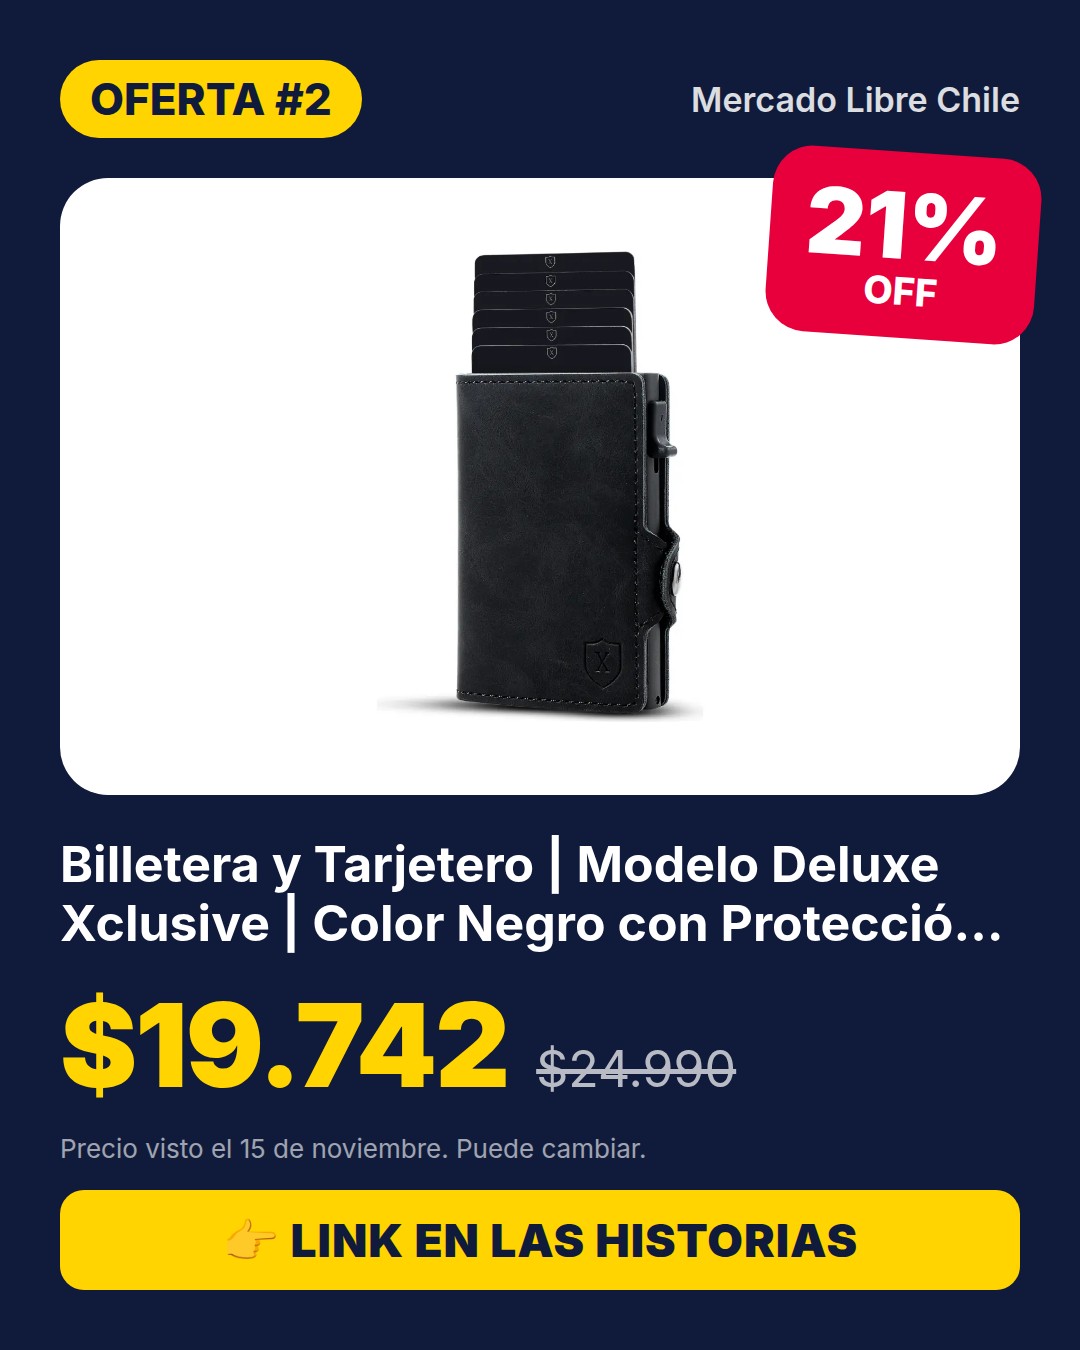 OFERTA #2
Mercado Libre Chile
21%
OFF
X
Billetera y Tarjetero | Modelo Deluxe
Xclusive | Color Negro con Protecció...
$19.742 $24.990
Precio visto el 15 de noviembre. Puede cambiar.
👉 LINK EN LAS HISTORIAS